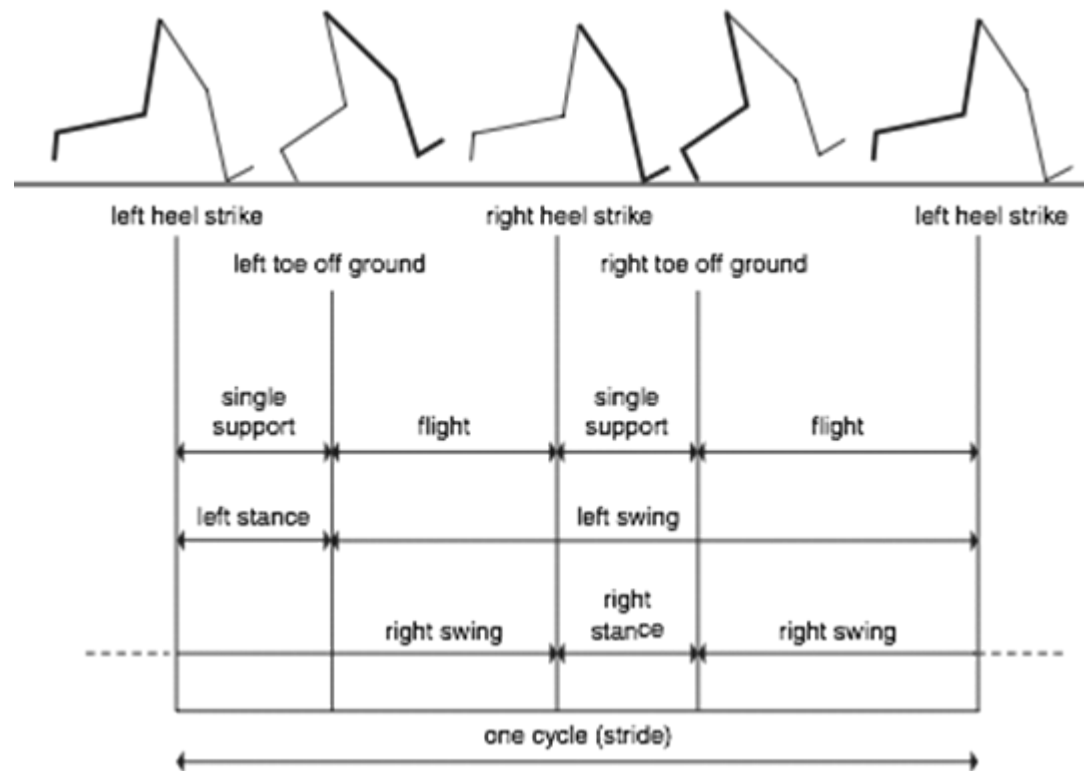 left heel strike
right heel strike
left heel strike
left toe off ground
right toe off ground
single
support
flight
single
support
flight
left stance
left swing
right swing
right
stance
right swing
one cycle (stride)